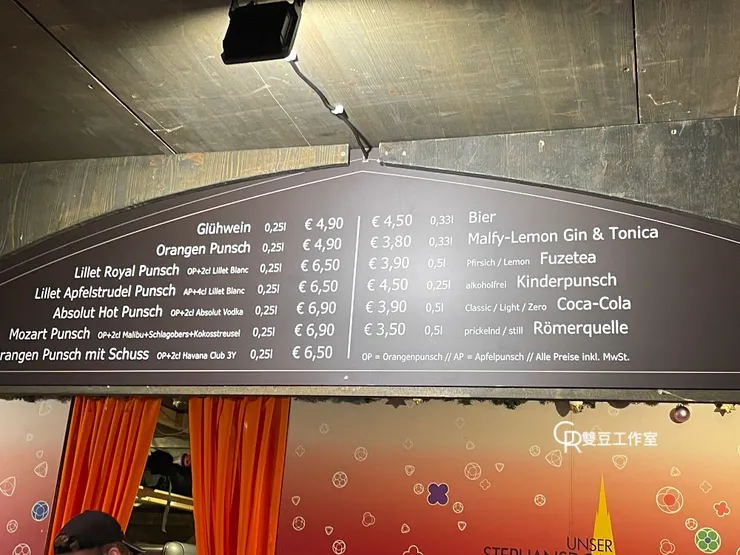 Glühwein 0,25l € 4,90
Orangen Punsch 0,25l € 4,90
Lillet Royal Punsch OP+2cl Lillet Blanc 0,25l € 6,50
Lillet Apfelstrudel Punsch AP+4cl Lillet Blanc 0,25l € 6,50
Absolut Hot Punsch OP+2cl Absolut Vodka 0,25l € 6,90
Mozart Punsch OP+2cl Malibu+Schlagobers+Kokosstreusel 0,25l € 6,90
rangen Punsch mit Schuss OP+2cl Havana Club 3Y 0,25l € 6,50
€ 4,50 0,33l Bier
€ 3,80 0,33l Malfy-Lemon Gin & Tonica
€ 3,90 0,5l Pfirsich / Lemon Fuzetea
€ 4,50 0,25l alkoholfrei Kinderpunsch
€ 3,90 0,5l Classic / Light / Zero Coca-Cola
€ 3,50 0,5l prickelnd / still Römerquelle
OP = Orangenpunsch // AP = Apfelpunsch // Alle Preise inkl. MwSt.
雙豆工作室
UNSER